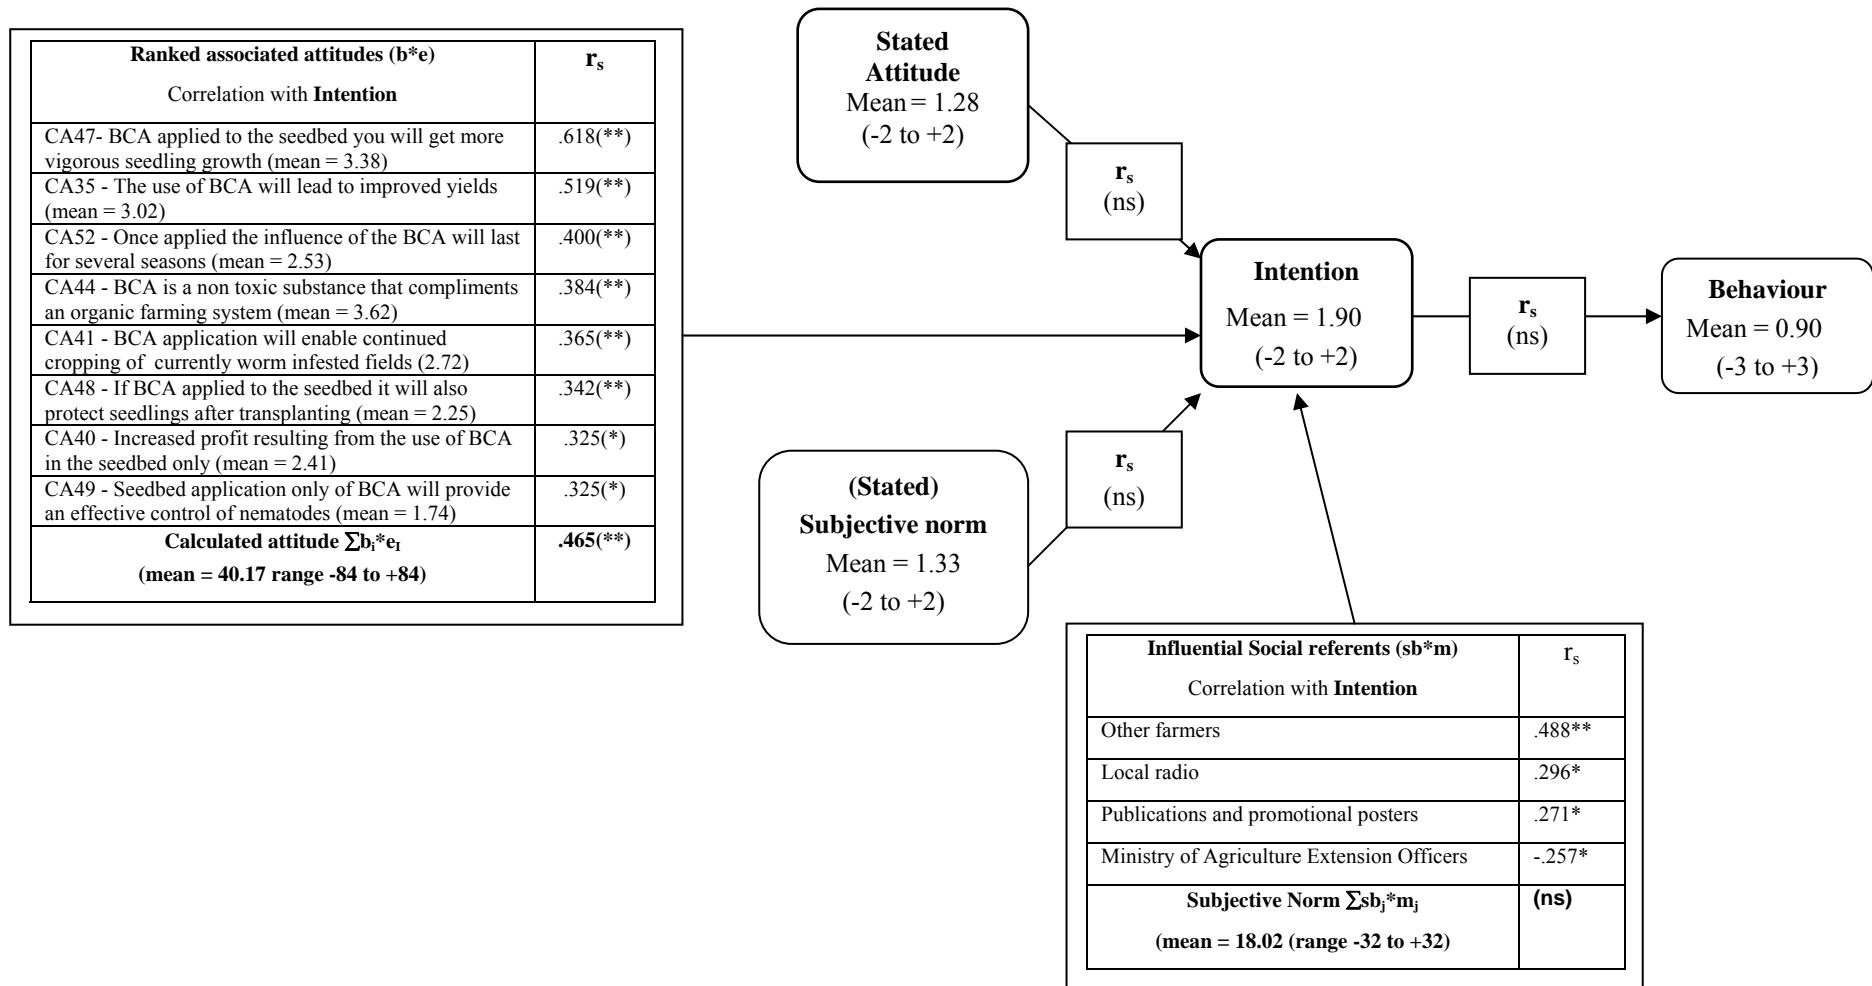 Ranked associated attitudes (b*e)
Correlation with Intention
rs
CA47- BCA applied to the seedbed you will get more
vigorous seedling growth (mean = 3.38)
.618(**)
CA35 - The use of BCA will lead to improved yields
(mean = 3.02)
.519(**)
CA52 - Once applied the influence of the BCA will last
for several seasons (mean = 2.53)
.400(**)
CA44 - BCA is a non toxic substance that compliments
an organic farming system (mean = 3.62)
.384(**)
CA41 - BCA application will enable continued
cropping of currently worm infested fields (2.72)
.365(**)
CA48 - If BCA applied to the seedbed it will also
protect seedlings after transplanting (mean = 2.25)
.342(**)
CA40 - Increased profit resulting from the use of BCA
in the seedbed only (mean = 2.41)
.325(*)
CA49 - Seedbed application only of BCA will provide
an effective control of nematodes (mean = 1.74)
.325(*)
Calculated attitude ∑bi*eI
(mean = 40.17 range -84 to +84)
.465(**)
Stated
Attitude
Mean = 1.28
(-2 to +2)
rs
(ns)
Intention
Mean = 1.90
(-2 to +2)
rs
(ns)
Behaviour
Mean = 0.90
(-3 to +3)
(Stated)
Subjective norm
Mean = 1.33
(-2 to +2)
rs
(ns)
Influential Social referents (sb*m)
Correlation with Intention
rs
Other farmers
.488**
Local radio
.296*
Publications and promotional posters
.271*
Ministry of Agriculture Extension Officers
-.257*
Subjective Norm ∑sbj*mj
(mean = 18.02 (range -32 to +32)
(ns)